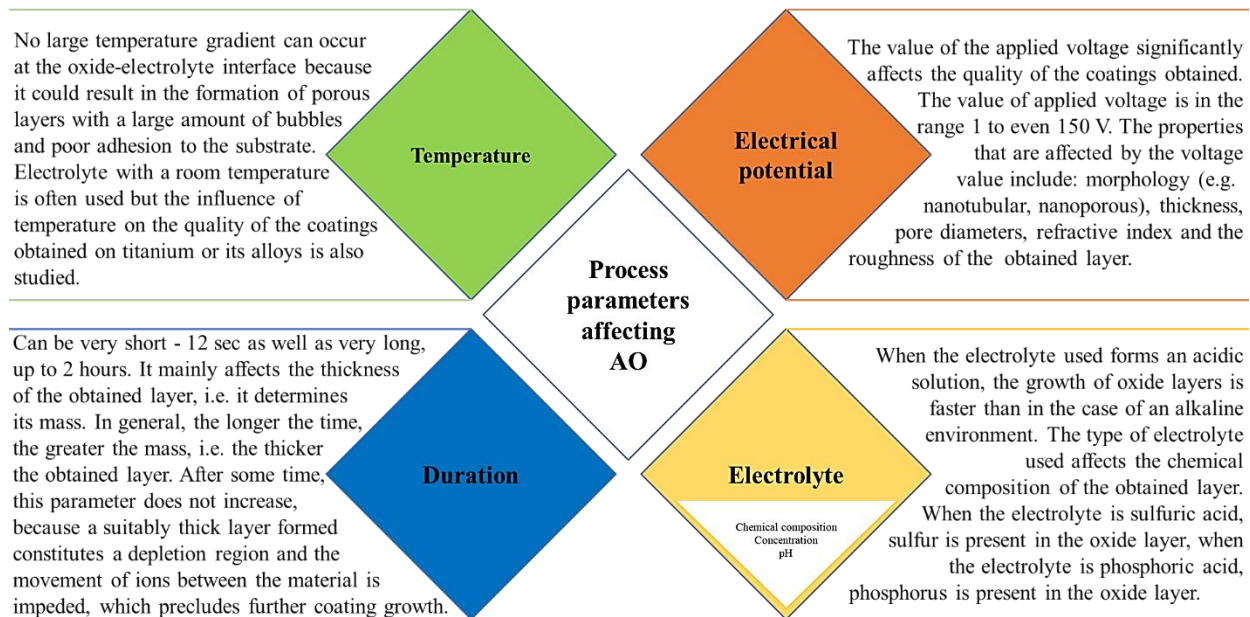 No large temperature gradient can occur
at the oxide-electrolyte interface because
it could result in the formation of porous
layers with a large amount of bubbles
and poor adhesion to the substrate.
Electrolyte with a room temperature
is often used but the influence of
temperature on the quality of the coatings
obtained on titanium or its alloys is also
studied.
Temperature
Electrical
potential
The value of the applied voltage significantly
affects the quality of the coatings obtained.
The value of applied voltage is in the
range 1 to even 150 V. The properties
that are affected by the voltage
value include: morphology (e.g.
nanotubular, nanoporous), thickness,
pore diameters, refractive index and the
roughness of the obtained layer.
Process
parameters
affecting
AO
Can be very short - 12 sec as well as very long,
up to 2 hours. It mainly affects the thickness
of the obtained layer, i.e. it determines
its mass. In general, the longer the time,
the greater the mass, i.e. the thicker
the obtained layer. After some time,
this parameter does not increase,
because a suitably thick layer formed
constitutes a depletion region and the
movement of ions between the material is
impeded, which precludes further coating growth.
Duration
Electrolyte
Chemical composition
Concentration
pH
When the electrolyte used forms an acidic
solution, the growth of oxide layers is
faster than in the case of an alkaline
environment. The type of electrolyte
used affects the chemical
composition of the obtained layer.
When the electrolyte is sulfuric acid,
sulfur is present in the oxide layer, when
the electrolyte is phosphoric acid,
phosphorus is present in the oxide layer.